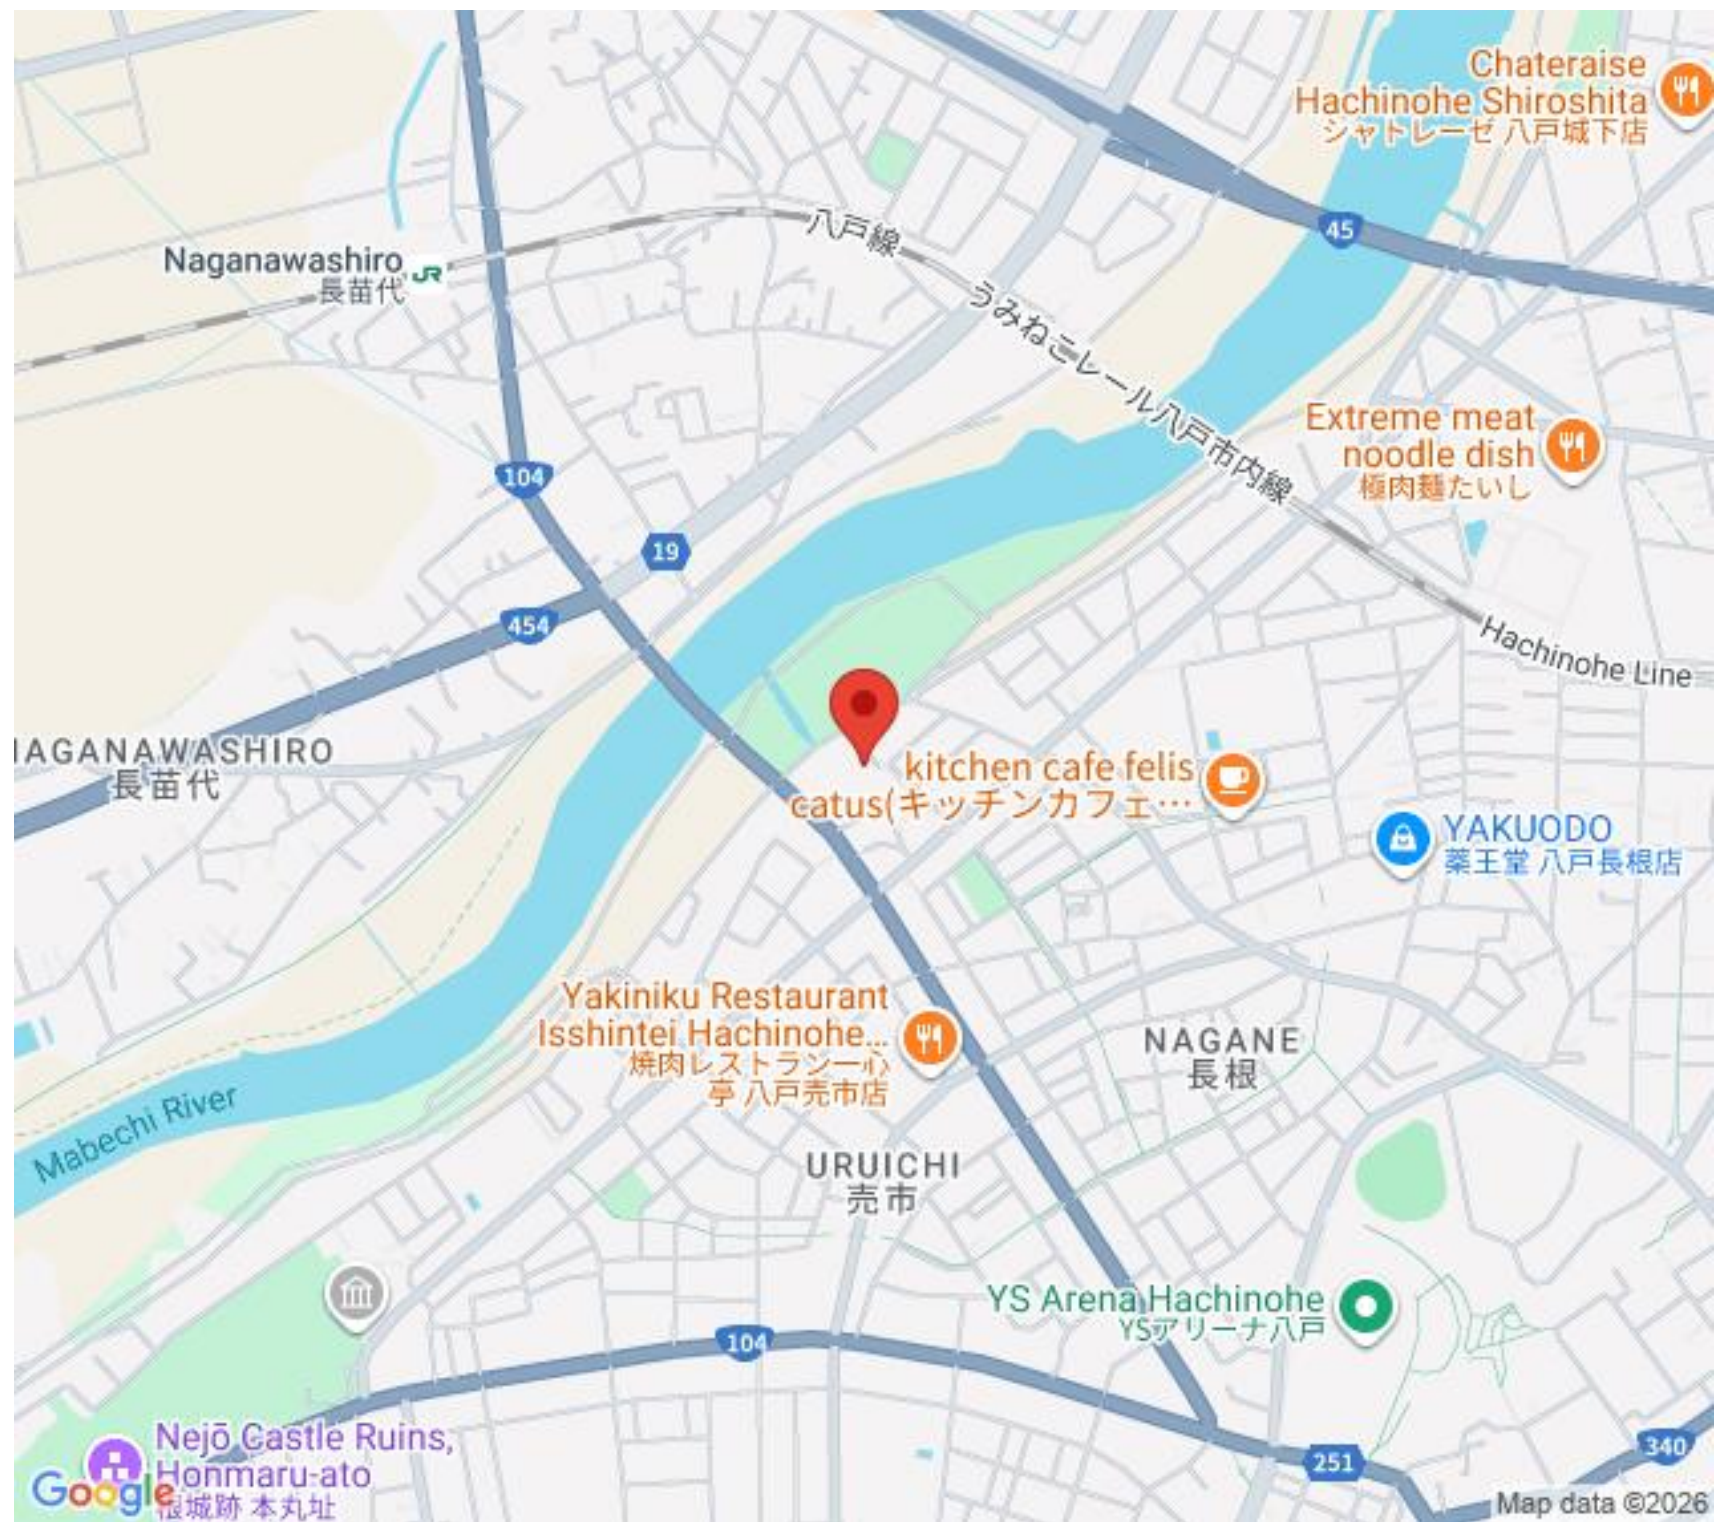 Chateraise
Hachinohe Shiroshita
シャトレーゼ 八戸城下店
45
八戸線
Naganawashiro
長苗代
JR
うみねこレール八戸市内線
Extreme meat
noodle dish
極肉麺たいし
104
19
454
Hachinohe Line
NAGANAWASHIRO
長苗代
kitchen cafe felis
catus(キッチンカフェ…
YAKUODO
薬王堂 八戸長根店
Yakiniku Restaurant
Isshintei Hachinohe...
焼肉レストラン一心
亭 八戸売市店
NAGANE
長根
Mabechi River
URUICHI
売市
YS Arena Hachinohe
YSアリーナ八戸
104
Nejō Castle Ruins,
Honmaru-ato
根城跡 本丸址
Google
251
340
Map data ©2026